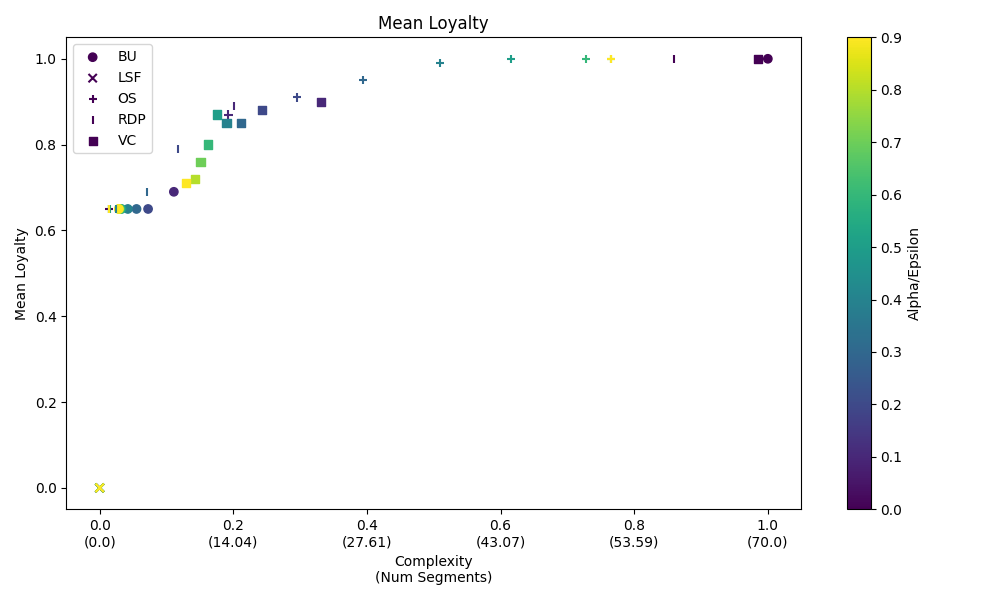 Mean Loyalty
BU
LSF
OS
RDP
VC
Mean Loyalty
1.0
0.8
0.6
0.4
0.2
0.0
0.0
(0.0)
0.2
(14.04)
0.4
(27.61)
0.6
(43.07)
0.8
(53.59)
1.0
(70.0)
Complexity
(Num Segments)
0.9
0.8
0.7
0.6
0.5
0.4
0.3
0.2
0.1
0.0
Alpha/Epsilon